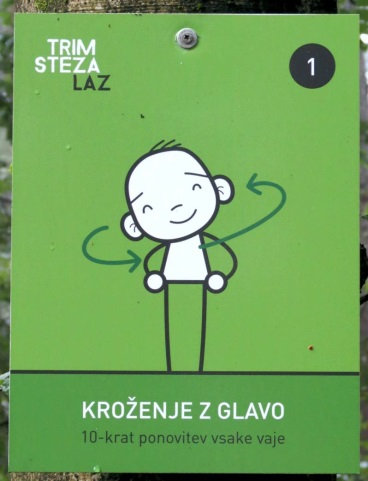 TRIM
STEZA
LAZ
1
KROŽENJE Z GLAVO
10-krat ponovitev vsake vaje